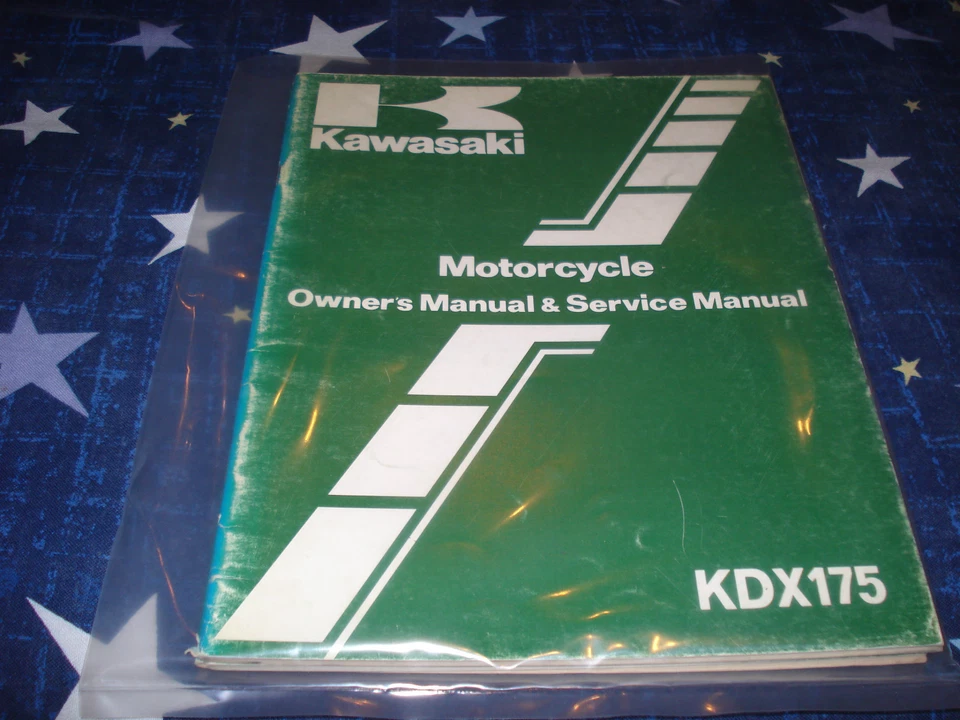 Kawasaki
Motorcycle
Owner's Manual & Service Manual
KDX175